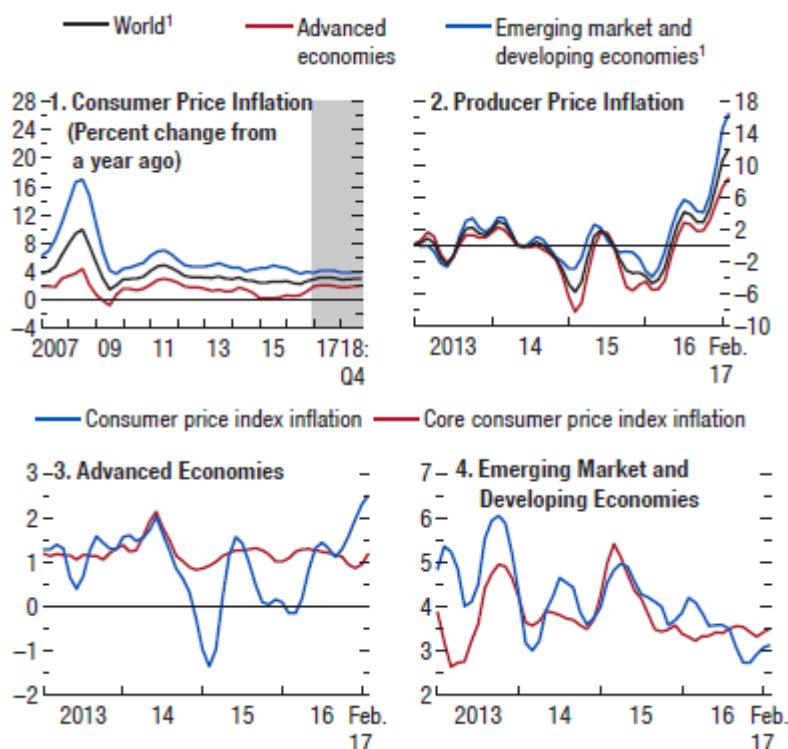 World¹
Advanced economies
Emerging market and developing economies¹
1. Consumer Price Inflation
(Percent change from
a year ago)
28
24
20
16
12
8
4
0
−4
2007 09 11 13 15 17 18:
Q4
2. Producer Price Inflation
18
14
10
6
2
−2
−6
−10
2013 14 15 16 Feb.
17
Consumer price index inflation
Core consumer price index inflation
3. Advanced Economies
3
2
1
0
−1
−2
2013 14 15 16 Feb.
17
4. Emerging Market and
Developing Economies
7
6
5
4
3
2
2013 14 15 16 Feb.
17